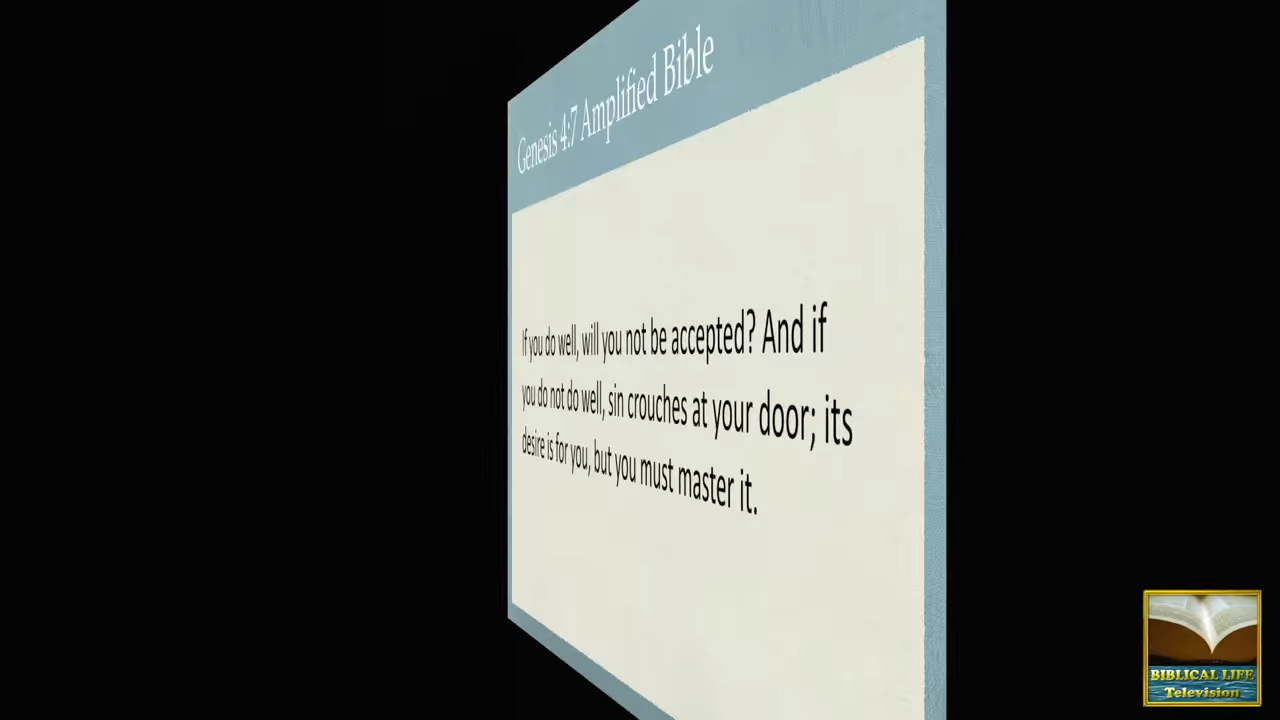 Genesis 4:7 Amplified Bible
If you do well, will you not be accepted? And if
you do not do well, sin crouches at your door; its
desire is for you, but you must master it.
BIBLICAL LIFE
Television